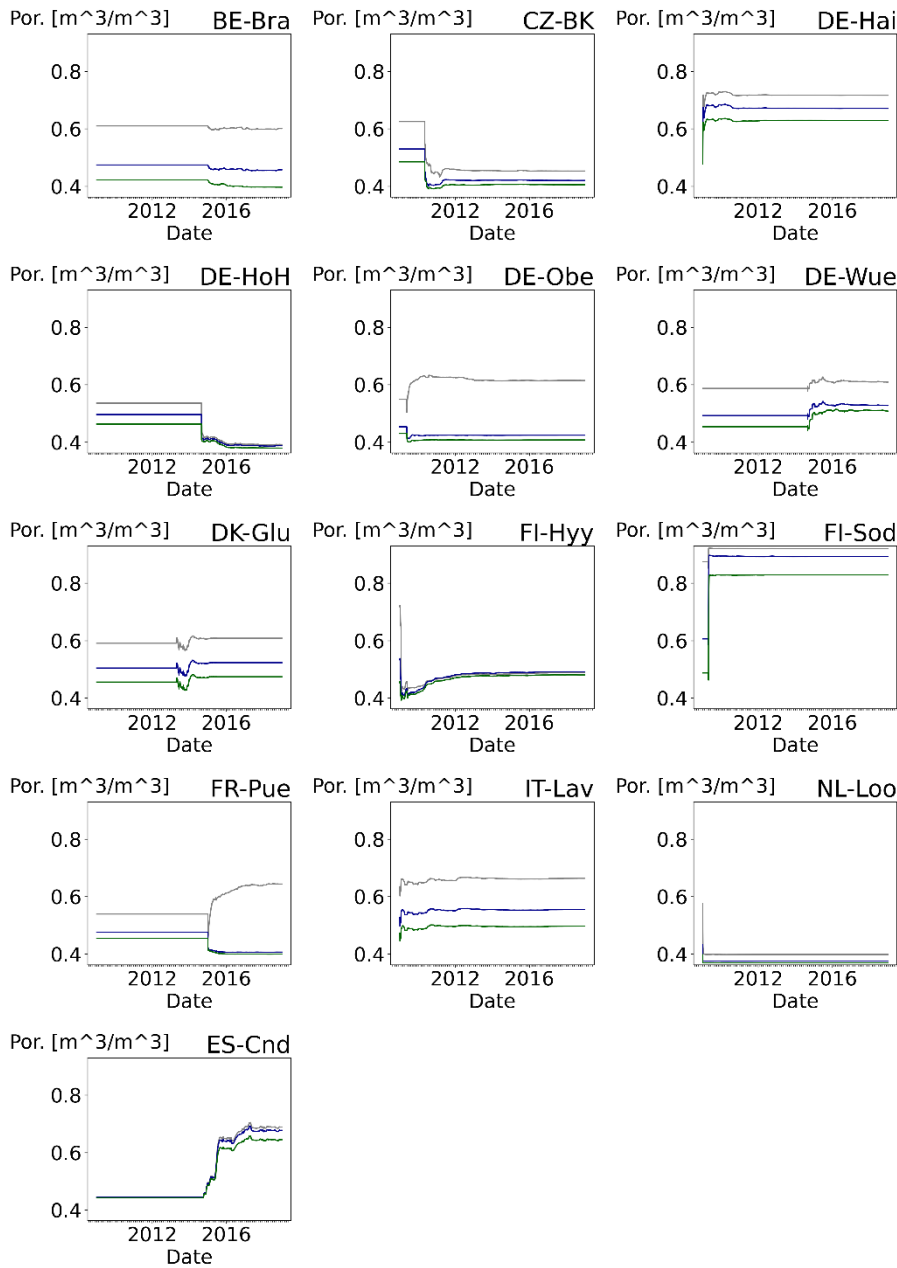 Por. [m^3/m^3] BE-Bra
0.8
0.6
0.4
2012 2016
Date
Por. [m^3/m^3] CZ-BK
0.8
0.6
0.4
2012 2016
Date
Por. [m^3/m^3] DE-Hai
0.8
0.6
0.4
2012 2016
Date
Por. [m^3/m^3] DE-HoH
0.8
0.6
0.4
2012 2016
Date
Por. [m^3/m^3] DE-Obe
0.8
0.6
0.4
2012 2016
Date
Por. [m^3/m^3] DE-Wue
0.8
0.6
0.4
2012 2016
Date
Por. [m^3/m^3] DK-Glu
0.8
0.6
0.4
2012 2016
Date
Por. [m^3/m^3] FI-Hyy
0.8
0.6
0.4
2012 2016
Date
Por. [m^3/m^3] FI-Sod
0.8
0.6
0.4
2012 2016
Date
Por. [m^3/m^3] FR-Pue
0.8
0.6
0.4
2012 2016
Date
Por. [m^3/m^3] IT-Lav
0.8
0.6
0.4
2012 2016
Date
Por. [m^3/m^3] NL-Loo
0.8
0.6
0.4
2012 2016
Date
Por. [m^3/m^3] ES-Cnd
0.8
0.6
0.4
2012 2016
Date